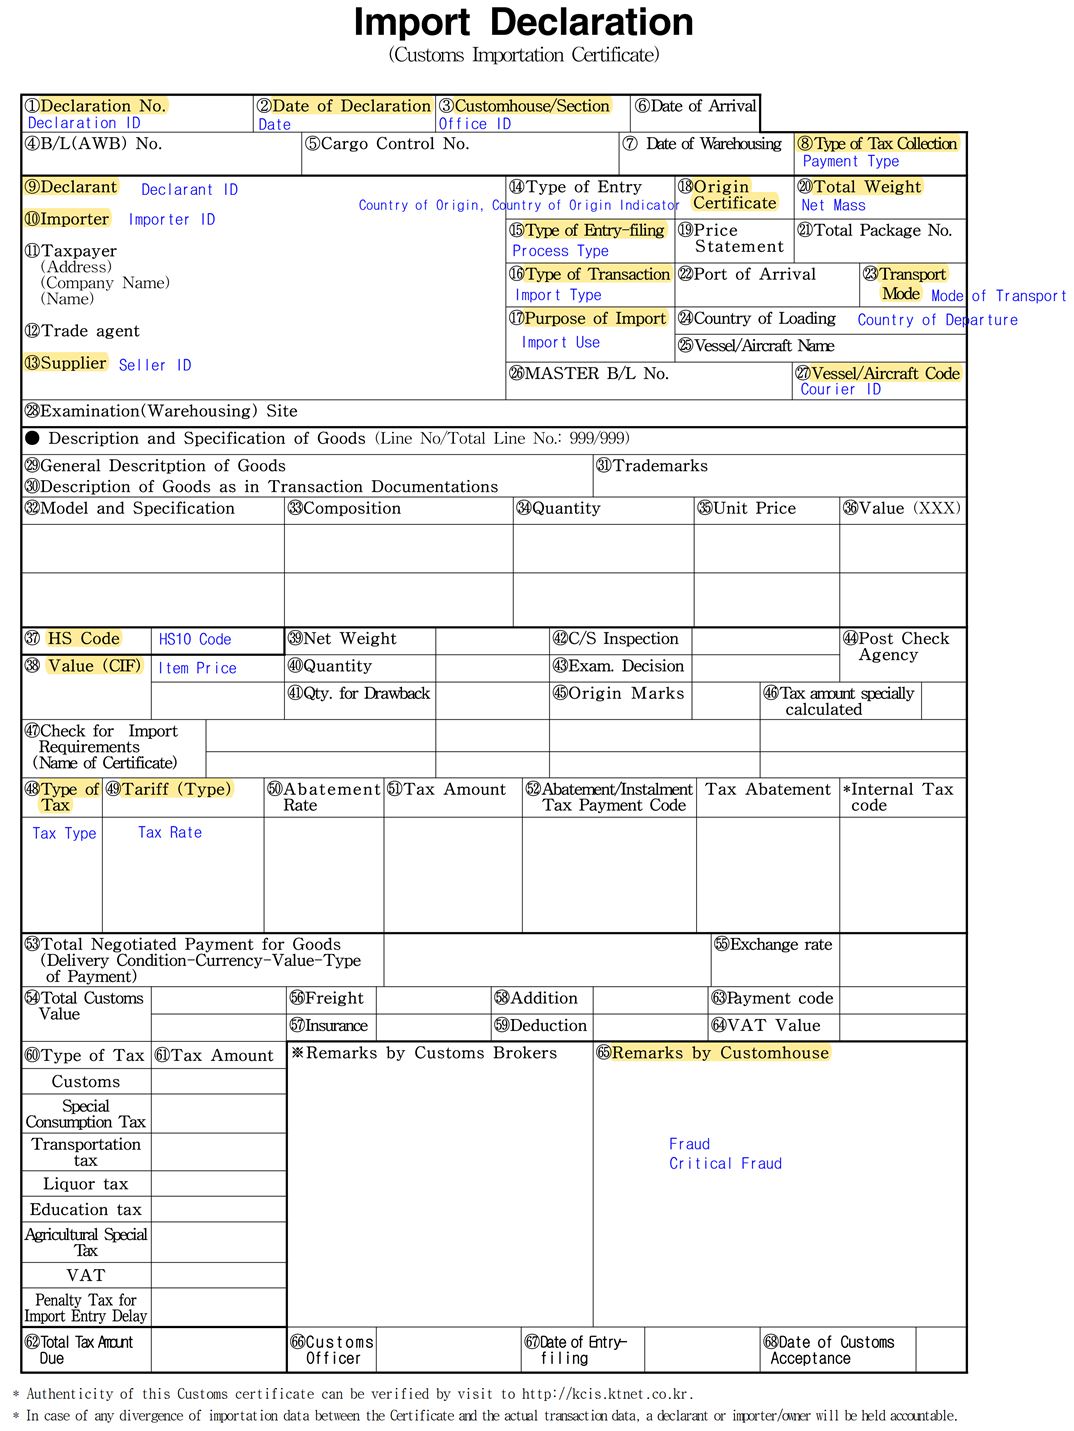 Import Declaration
(Customs Importation Certificate)
①Declaration No. ②Date of Declaration ③Customhouse/Section ⑥Date of Arrival
Declaration ID Date Office ID
④B/L(AWB) No. ⑤Cargo Control No. ⑦ Date of Warehousing ⑧Type of Tax Collection
Payment Type
⑨Declarant Declarant ID ⑭Type of Entry ⑱Origin Certificate ⑳Total Weight
Country of Origin, Country of Origin Indicator Net Mass
⑩Importer Importer ID ⑮Type of Entry-filing ⑲Price Statement ㉑Total Package No.
Process Type
⑪Taxpayer
(Address)
(Company Name)
(Name)
⑯Type of Transaction ㉒Port of Arrival ㉓Transport Mode Mode of Transport
Import Type
⑫Trade agent ⑰Purpose of Import ㉔Country of Loading Country of Departure
Import Use ㉕Vessel/Aircraft Name
⑬Supplier Seller ID ㉖MASTER B/L No. ㉗Vessel/Aircraft Code
Courier ID
㉘Examination(Warehousing) Site
● Description and Specification of Goods (Line No/Total Line No.: 999/999)
㉙General Descritption of Goods ㉛Trademarks
㉚Description of Goods as in Transaction Documentations
㉜Model and Specification ㉝Composition ㉞Quantity ㉟Unit Price ㊱Value (XXX)
㊲ HS Code HS10 Code ㊴Net Weight ㊷C/S Inspection ㊹Post Check Agency
㊳ Value (CIF) Item Price ㊵Quantity ㊸Exam. Decision
㊶Qty. for Drawback ㊺Origin Marks ㊻Tax amount specially calculated
㊼Check for Import
Requirements
(Name of Certificate)
㊽Type of Tax ㊾Tariff (Type) ㊿Abatement Rate 51Tax Amount 52Abatement/Instalment Tax Payment Code Tax Abatement *Internal Tax code
Tax Type Tax Rate
53Total Negotiated Payment for Goods 55Exchange rate
(Delivery Condition-Currency-Value-Type
of Payment)
54Total Customs Value 56Freight 58Addition 63Payment code
57Insurance 59Deduction 64VAT Value
60Type of Tax 61Tax Amount ※Remarks by Customs Brokers 65Remarks by Customhouse
Customs
Special
Consumption Tax
Transportation
tax
Fraud
Critical Fraud
Liquor tax
Education tax
Agricultural Special
Tax
VAT
Penalty Tax for
Import Entry Delay
62Total Tax Amount Due 66Customs Officer 67Date of Entry-filing 68Date of Customs Acceptance
* Authenticity of this Customs certificate can be verified by visit to http://kcis.ktnet.co.kr.
* In case of any divergence of importation data between the Certificate and the actual transaction data, a declarant or importer/owner will be held accountable.